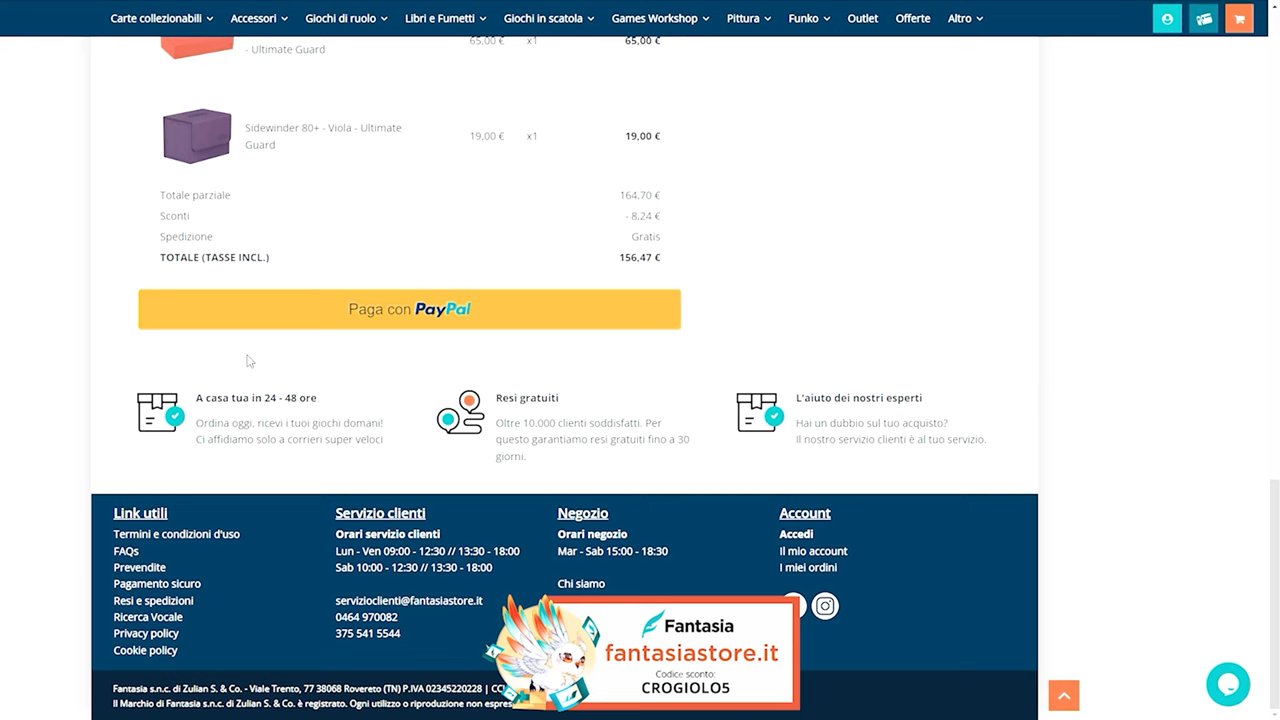 Carte collezionabili Accessori Giochi di ruolo Libri e Fumetti Giochi in scatola Games Workshop Pittura Funko Outlet Offerte Altro
- Ultimate Guard 65,00 € x1 65,00 €
Sidewinder 80+ - Viola - Ultimate
Guard
19,00 € x1 19,00 €
Totale parziale 164,70 €
Sconti - 8,24 €
Spedizione Gratis
TOTALE (TASSE INCL.) 156,47 €
Paga con PayPal
A casa tua in 24 - 48 ore
Ordina oggi, ricevi i tuoi giochi domani!
Ci affidiamo solo a corrieri super veloci
Resi gratuiti
Oltre 10.000 clienti soddisfatti. Per
questo garantiamo resi gratuiti fino a 30
giorni.
L'aiuto dei nostri esperti
Hai un dubbio sul tuo acquisto?
Il nostro servizio clienti è al tuo servizio.
Link utili
Termini e condizioni d'uso
FAQs
Prevendite
Pagamento sicuro
Resi e spedizioni
Ricerca Vocale
Privacy policy
Cookie policy
Servizio clienti
Orari servizio clienti
Lun - Ven 09:00 - 12:30 // 13:30 - 18:00
Sab 10:00 - 12:30 // 13:30 - 18:00
servizioclienti@fantasiastore.it
0464 970082
375 541 5544
Negozio
Orari negozio
Mar - Sab 15:00 - 18:30
Chi siamo
Account
Accedi
Il mio account
I miei ordini
Fantasia
fantasiastore.it
Codice sconto:
CROGIOLO5
Fantasia s.n.c. di Zulian S. & Co. - Viale Trento, 77 38068 Rovereto (TN) P.IVA 02345220228 |
Il Marchio di Fantasia s.n.c. di Zulian S. & Co. è registrato. Ogni utilizzo o riproduzione non